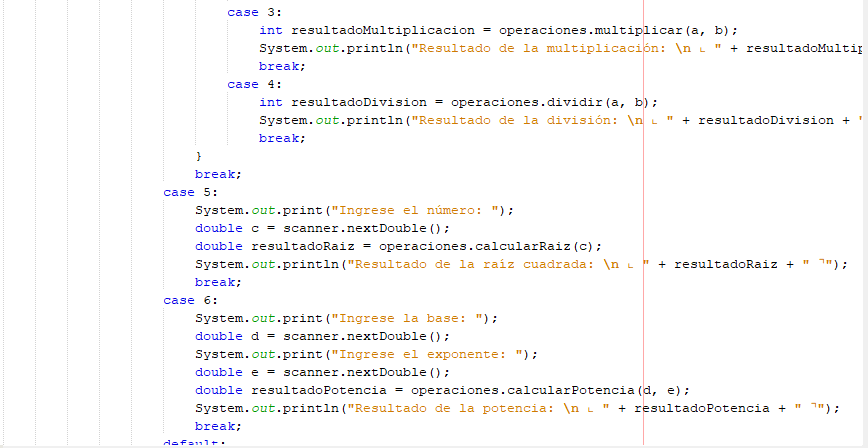 case 3:
int resultadoMultiplicacion = operaciones.multiplicar(a, b);
System.out.println("Resultado de la multiplicación: \n ⌞ " + resultadoMultip
break;
case 4:
int resultadoDivision = operaciones.dividir(a, b);
System.out.println("Resultado de la división: \n ⌞ " + resultadoDivision + "
break;
}
break;
case 5:
System.out.print("Ingrese el número: ");
double c = scanner.nextDouble();
double resultadoRaiz = operaciones.calcularRaiz(c);
System.out.println("Resultado de la raíz cuadrada: \n ⌞ " + resultadoRaiz + " ⌝");
break;
case 6:
System.out.print("Ingrese la base: ");
double d = scanner.nextDouble();
System.out.print("Ingrese el exponente: ");
double e = scanner.nextDouble();
double resultadoPotencia = operaciones.calcularPotencia(d, e);
System.out.println("Resultado de la potencia: \n ⌞ " + resultadoPotencia + " ⌝");
break;
default: